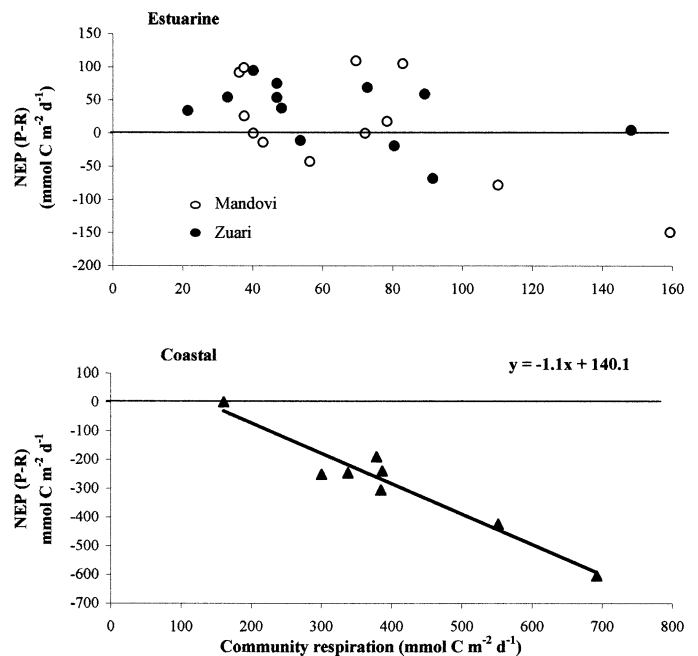 Estuarine
150
100
50
0
-50
-100
-150
-200
NEP (P-R)
(mmol C m-2 d-1)
Mandovi
Zuari
0 20 40 60 80 100 120 140 160
Coastal
y = -1.1x + 140.1
100
0
-100
-200
-300
-400
-500
-600
-700
NEP (P-R)
mmol C m-2 d-1
0 100 200 300 400 500 600 700 800
Community respiration (mmol C m-2 d-1)